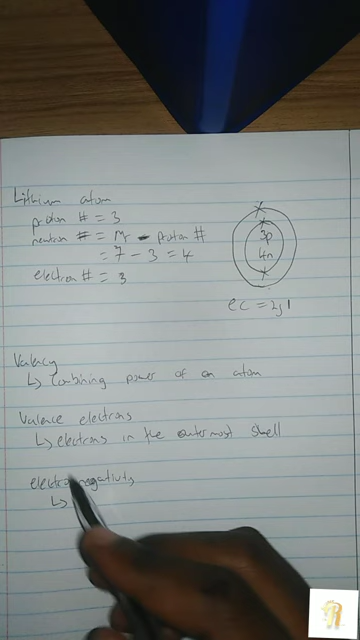 Lithium atom
proton # = 3
neutron # = Mr - proton #
= 7 - 3 = 4
electron # = 3
3p
4n
ec = 2,1
Valency
↳ Combining power of an atom
Valence electrons
↳ electrons in the outermost shell
electronegativity
↳